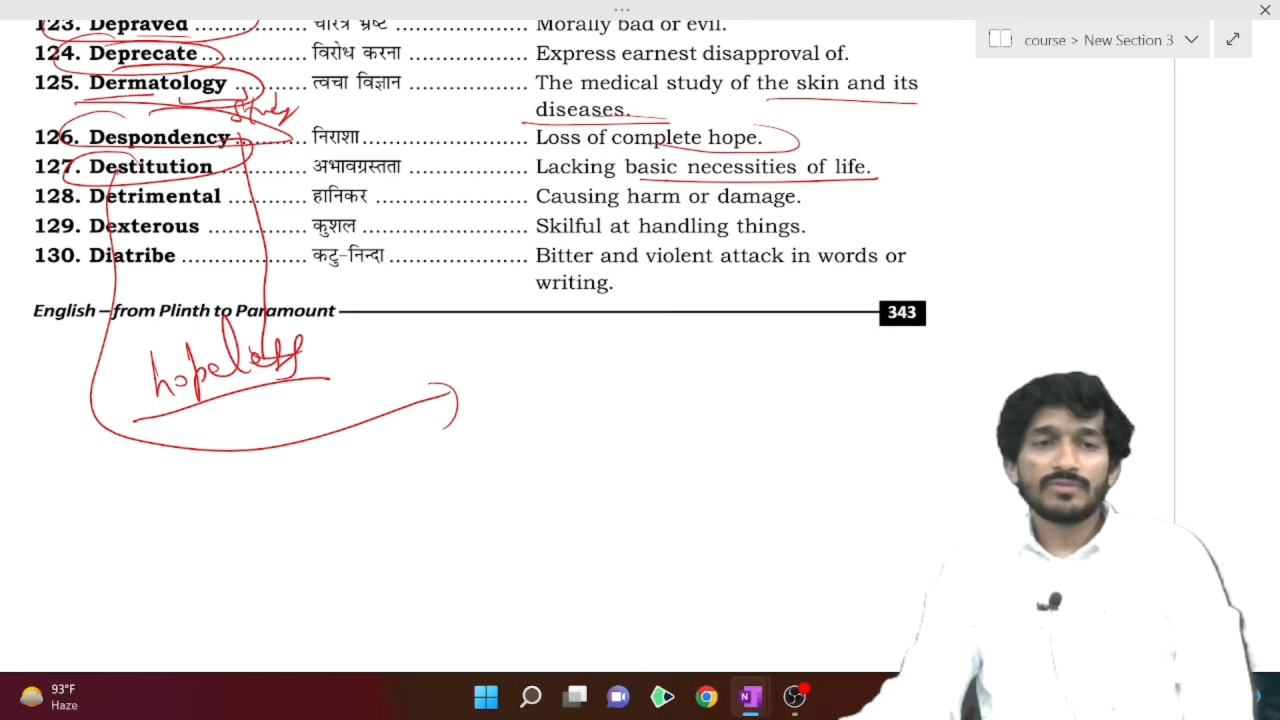 123. Depraved .................. चरित्र भ्रष्ट ....................... Morally bad or evil.
124. Deprecate .................. विरोध करना ..................... Express earnest disapproval of.
125. Dermatology ........... त्वचा विज्ञान ..................... The medical study of the skin and its
diseases.
study
126. Despondency ............ निराशा............................. Loss of complete hope.
127. Destitution ............... अभावग्रस्तता ..................... Lacking basic necessities of life.
128. Detrimental .............. हानिकर ........................... Causing harm or damage.
129. Dexterous ................. कुशल ............................. Skilful at handling things.
130. Diatribe ...................... कटु-निन्दा......................... Bitter and violent attack in words or
writing.
English–from Plinth to Paramount
343
hopeless
course > New Section 3
93°F
Haze